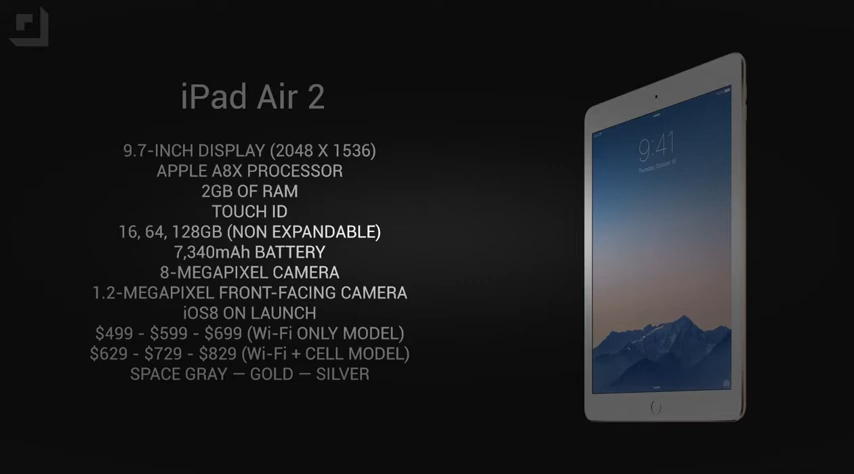 iPad Air 2
9.7-INCH DISPLAY (2048 X 1536)
APPLE A8X PROCESSOR
2GB OF RAM
TOUCH ID
16, 64, 128GB (NON EXPANDABLE)
7,340mAh BATTERY
8-MEGAPIXEL CAMERA
1.2-MEGAPIXEL FRONT-FACING CAMERA
iOS8 ON LAUNCH
$499 - $599 - $699 (Wi-Fi ONLY MODEL)
$629 - $729 - $829 (Wi-Fi + CELL MODEL)
SPACE GRAY — GOLD — SILVER
9:41